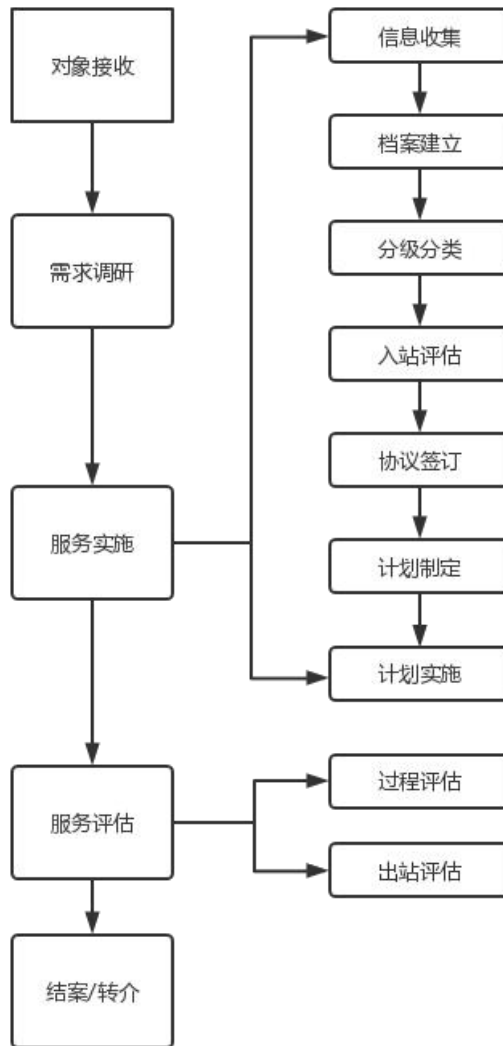 对象接收
需求调研
服务实施
服务评估
结案/转介
信息收集
档案建立
分级分类
入站评估
协议签订
计划制定
计划实施
过程评估
出站评估